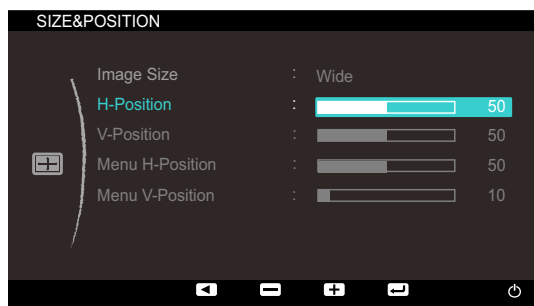 SIZE&POSITION
Image Size : Wide
H-Position : 50
V-Position : 50
Menu H-Position : 50
Menu V-Position : 10